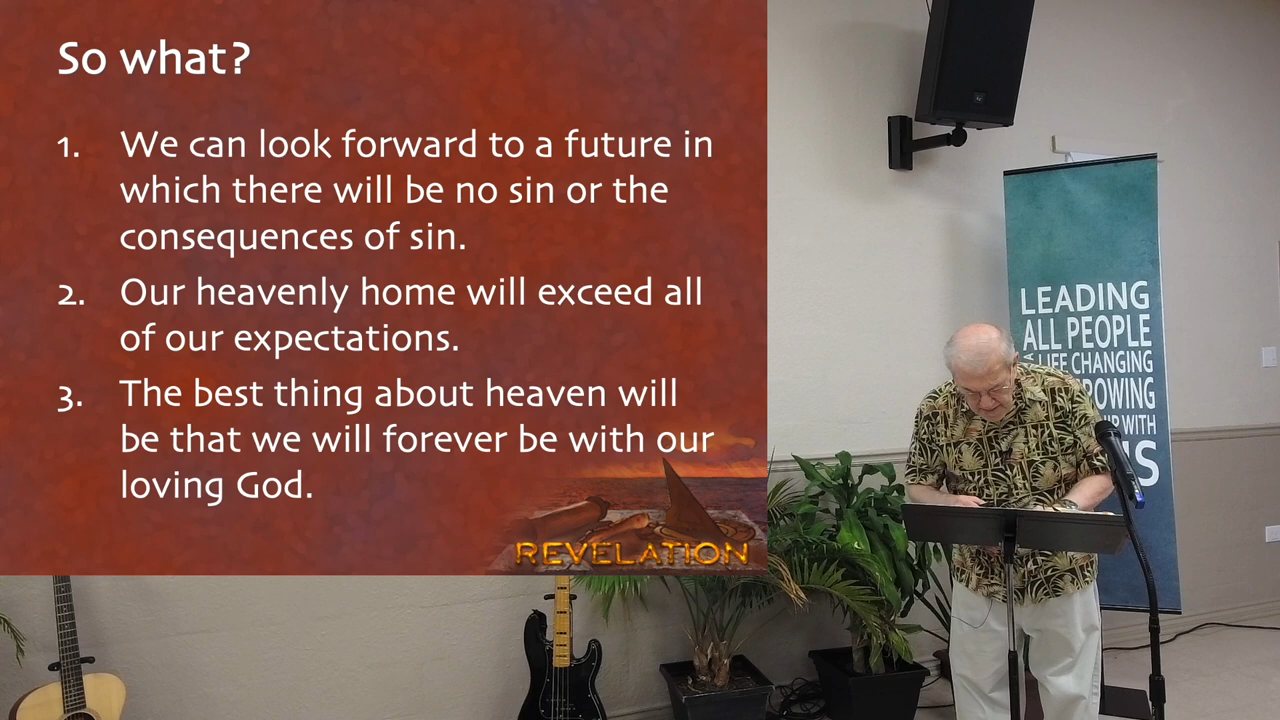 So what?
1. We can look forward to a future in
which there will be no sin or the
consequences of sin.
2. Our heavenly home will exceed all
of our expectations.
3. The best thing about heaven will
be that we will forever be with our
loving God.
REVELATION
LEADING
ALL PEOPLE
LIFE CHANGING
WITH